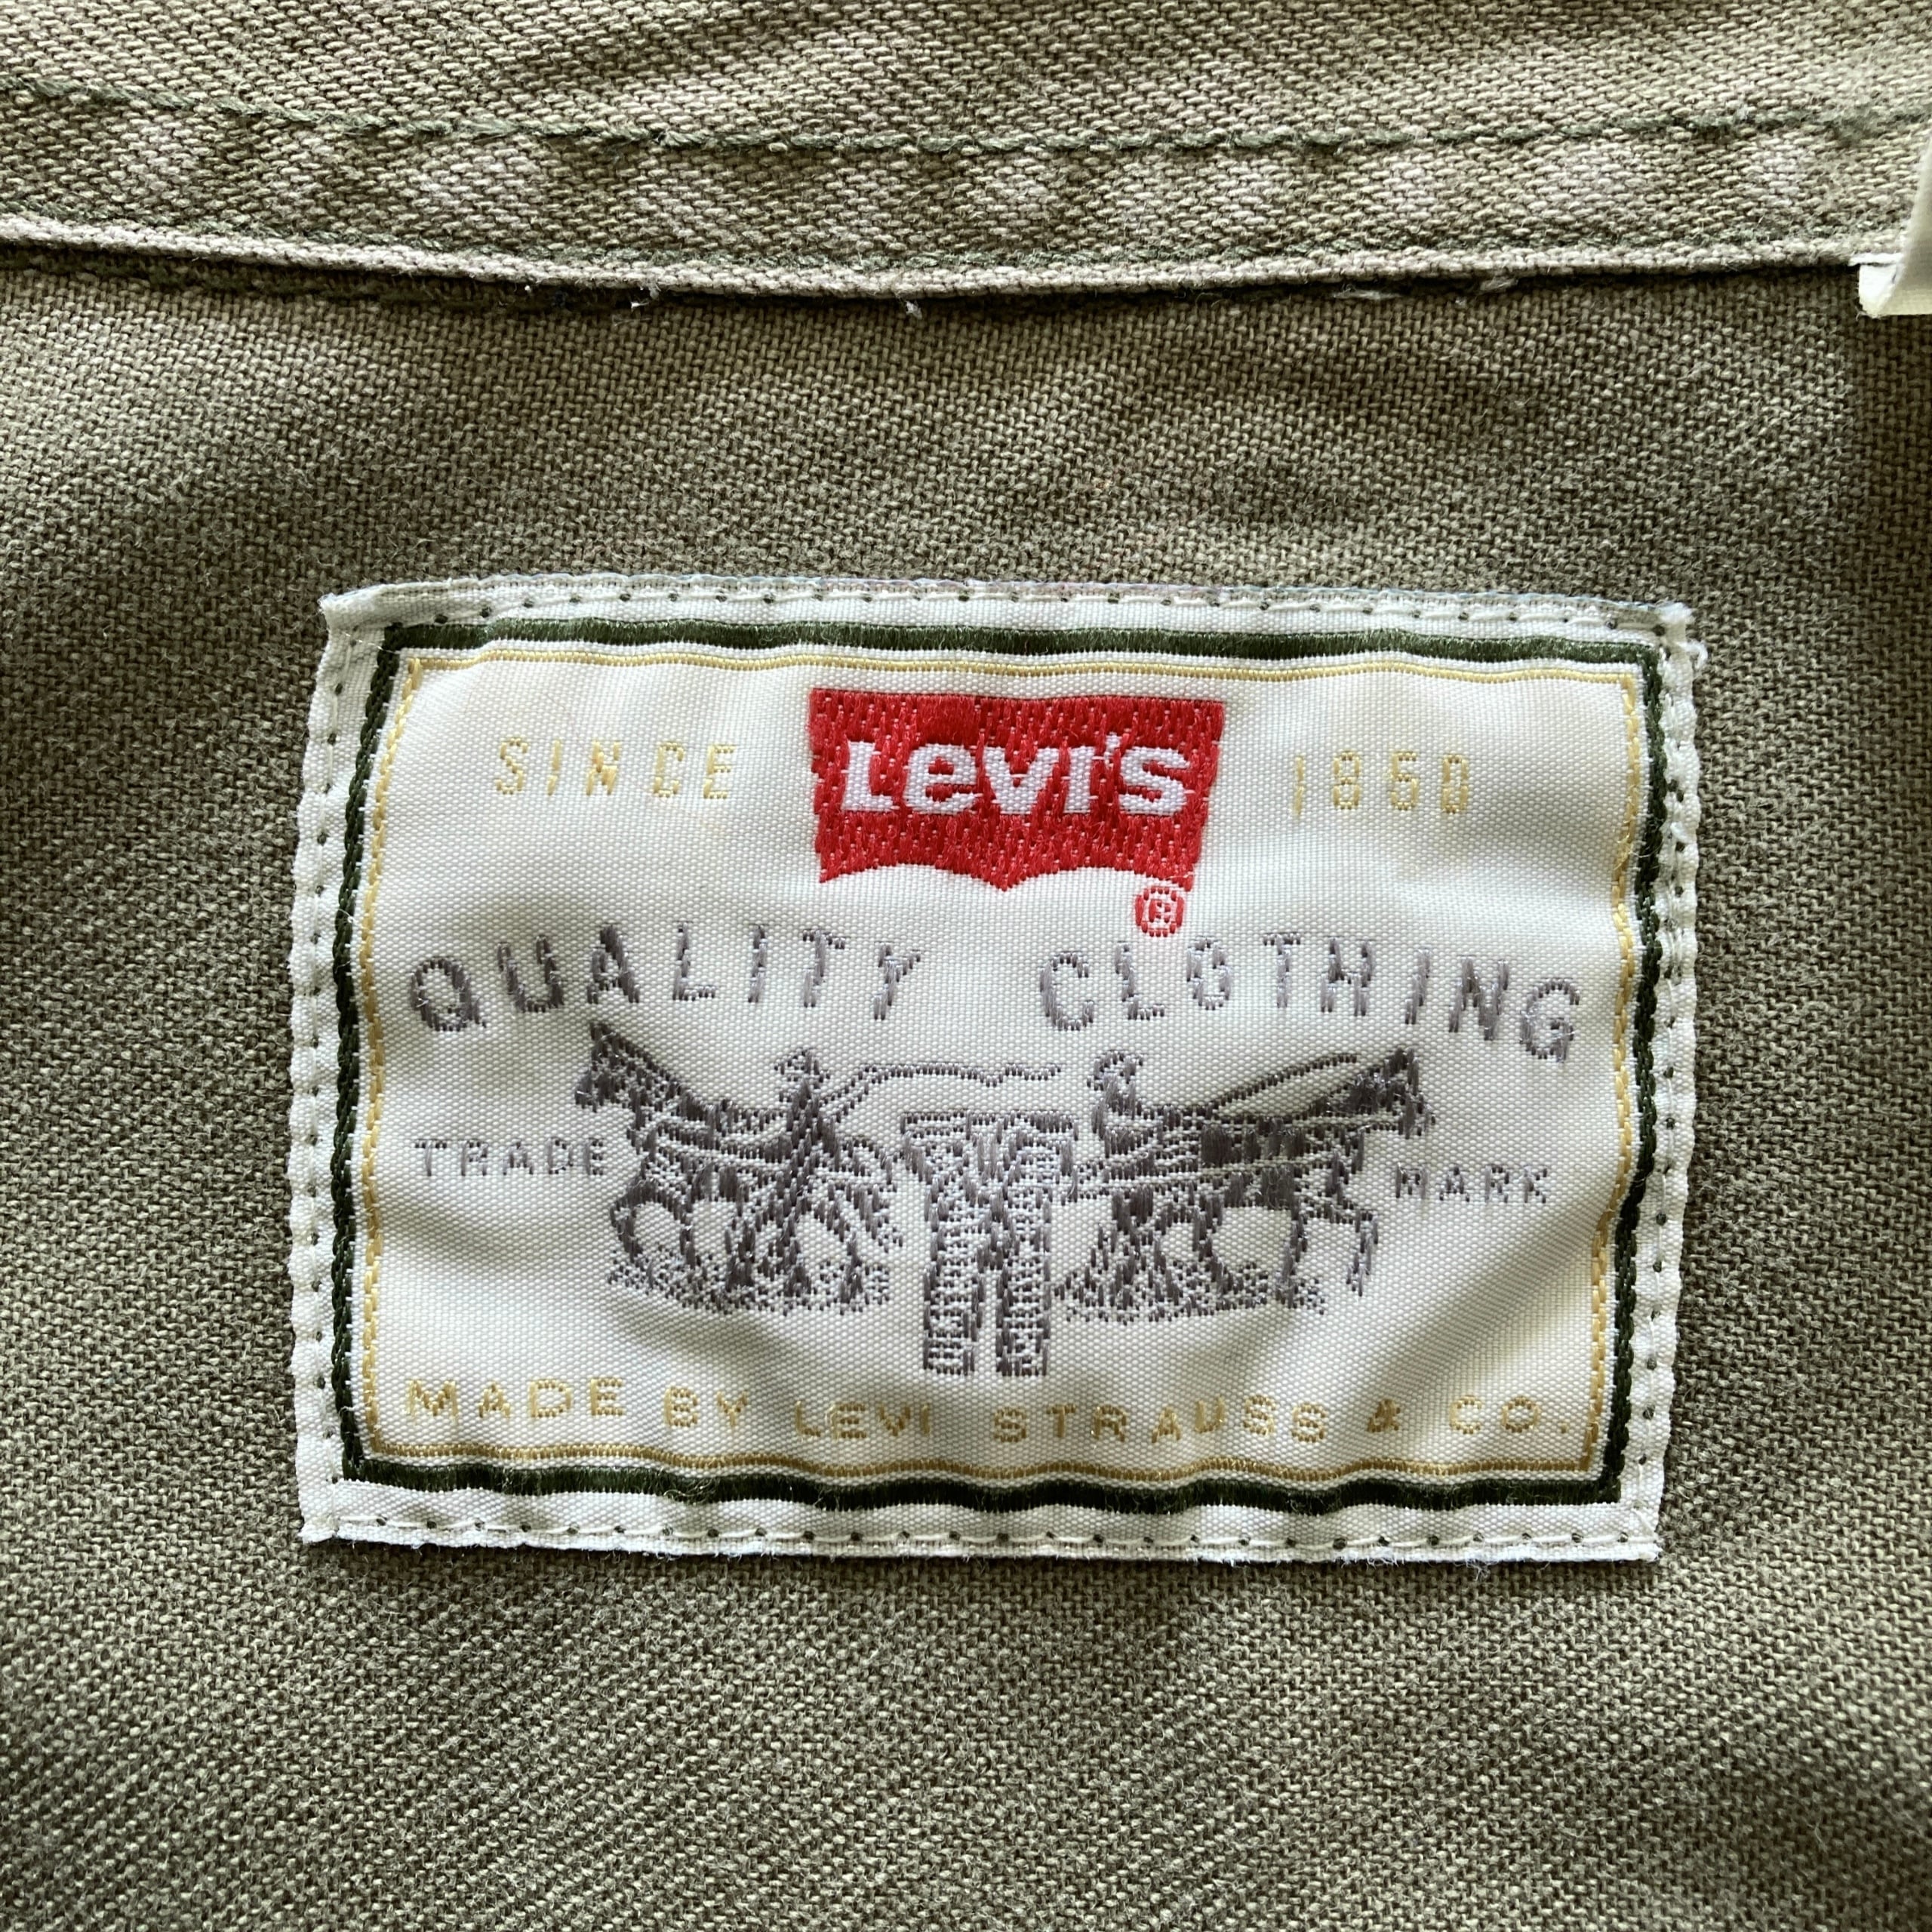 SINCE Levi's 1850
®
QUALITY CLOTHING
TRADE MARK
MADE BY LEVI STRAUSS & CO.